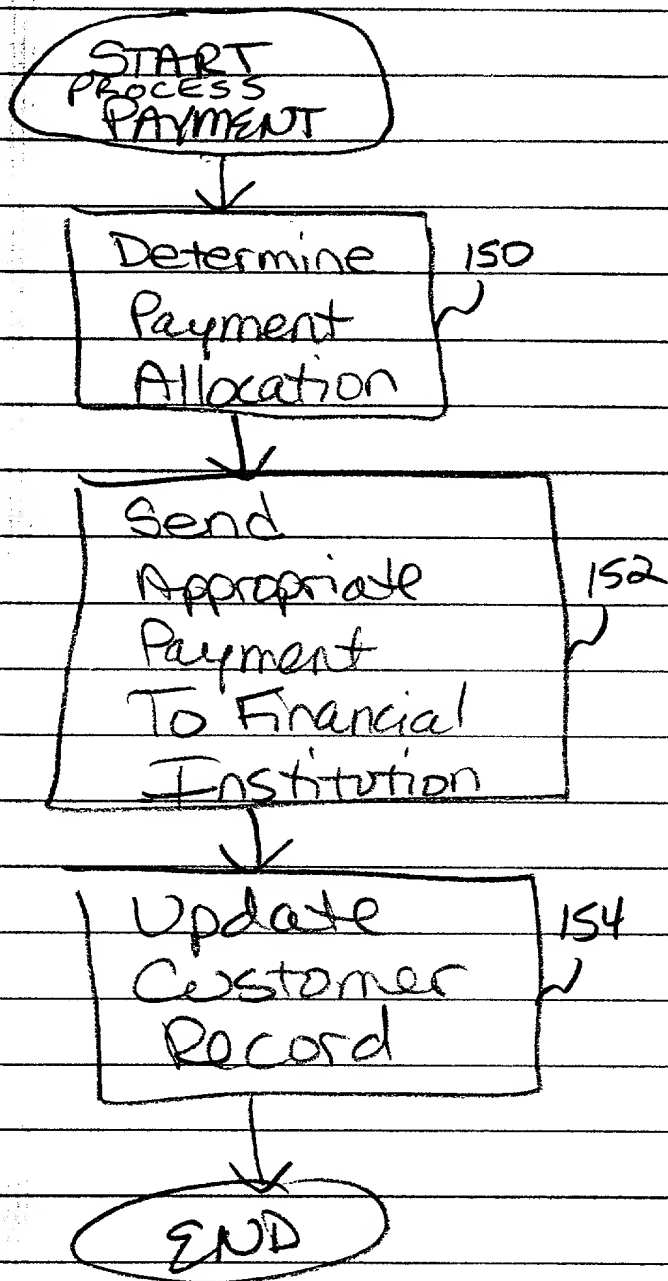 START
PROCESS
PAYMENT
Determine
Payment
Allocation
150
Send
Appropriate
Payment
To Financial
Institution
152
Update
Customer
Record
154
END